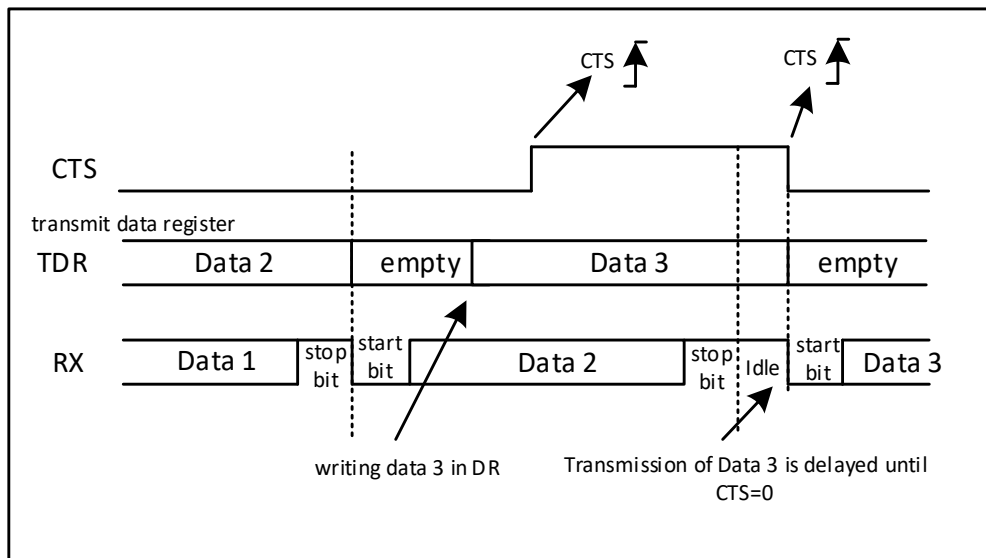 CTS
CTS
CTS
transmit data register
TDR
Data 2
empty
Data 3
empty
RX
Data 1
stop
bit
start
bit
Data 2
stop
bit
Idle
start
bit
Data 3
writing data 3 in DR
Transmission of Data 3 is delayed until
CTS=0